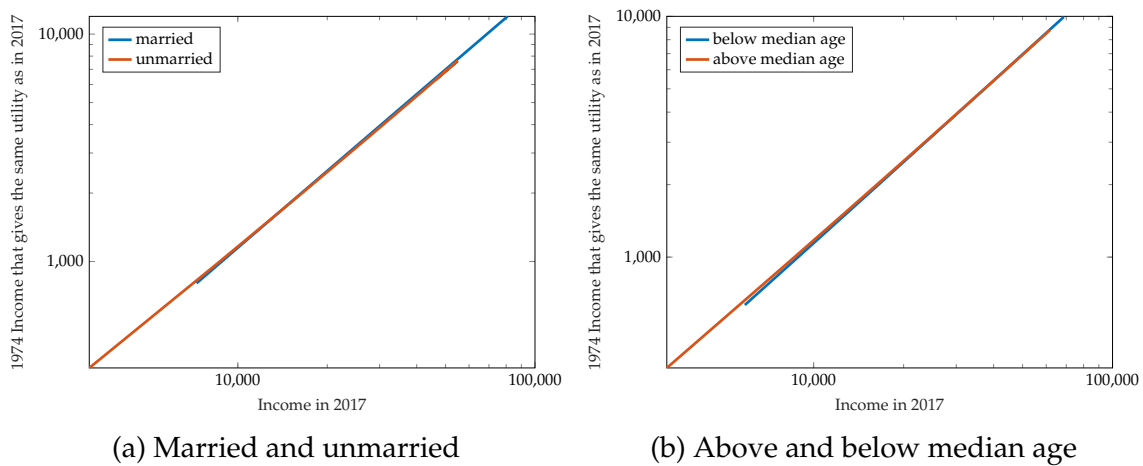 1974 Income that gives the same utility as in 2017
10,000
1,000
married
unmarried
10,000
100,000
Income in 2017
(a) Married and unmarried
1974 Income that gives the same utility as in 2017
10,000
1,000
below median age
above median age
10,000
100,000
Income in 2017
(b) Above and below median age